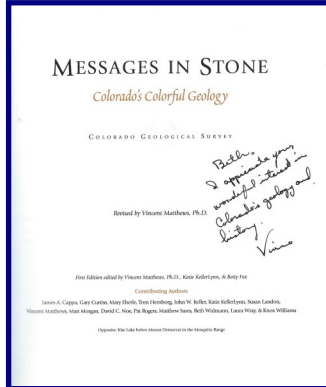 MESSAGES IN STONE
Colorado's Colorful Geology
COLORADO GEOLOGICAL SURVEY
Beth,
I appreciate your
wonderful interest in
Colorado's geology and
history.
Vince
Revised by Vincent Matthews, Ph.D.
First Edition edited by Vincent Matthews, Ph.D., Katie KellerLynn, & Betty Fox
Contributing Authors
James A. Cappa, Gary Curtiss, Mary Eberle, Tom Hemborg, John W. Keller, Katie KellerLynn, Susan Landon,
Vincent Matthews, Matt Morgan, David C. Noe, Pat Rogers, Matthew Sares, Beth Widmann, Laura Wray, & Knox Williams
Opposite: Kite Lake below Mount Democrat in the Mosquito Range